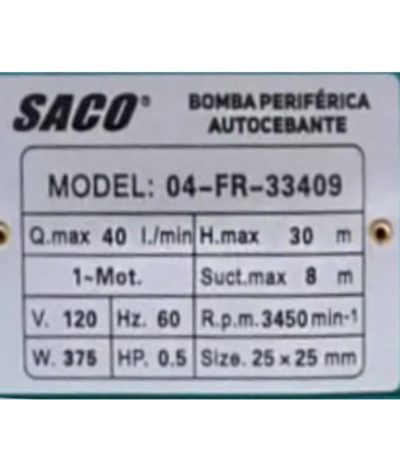 SACO® BOMBA PERIFÉRICA
AUTOCEBANTE
MODEL: 04-FR-33409
Q.max 40 l./min H.max 30 m
1~Mot. Suct.max 8 m
V. 120 Hz. 60 R.p.m. 3450 min-1
W. 375 HP. 0.5 Size. 25 x 25 mm